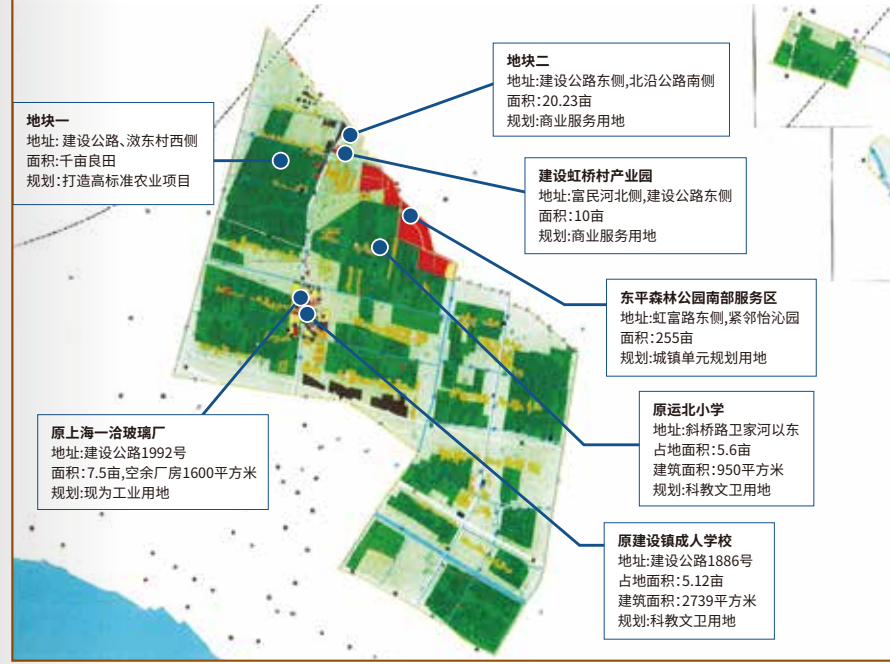 地块一
地址: 建设公路、滧东村西侧
面积:千亩良田
规划:打造高标准农业项目
地块二
地址:建设公路东侧,北沿公路南侧
面积:20.23亩
规划:商业服务用地
建设虹桥村产业园
地址:富民河北侧,建设公路东侧
面积:10亩
规划:商业服务用地
东平森林公园南部服务区
地址:虹富路东侧,紧邻怡沁园
面积:255亩
规划:城镇单元规划用地
原运北小学
地址:斜桥路卫家河以东
占地面积:5.6亩
建筑面积:950平方米
规划:科教文卫用地
原上海一洽玻璃厂
地址:建设公路1992号
面积:7.5亩,空余厂房1600平方米
规划:现为工业用地
原建设镇成人学校
地址:建设公路1886号
占地面积:5.12亩
建筑面积:2739平方米
规划:科教文卫用地